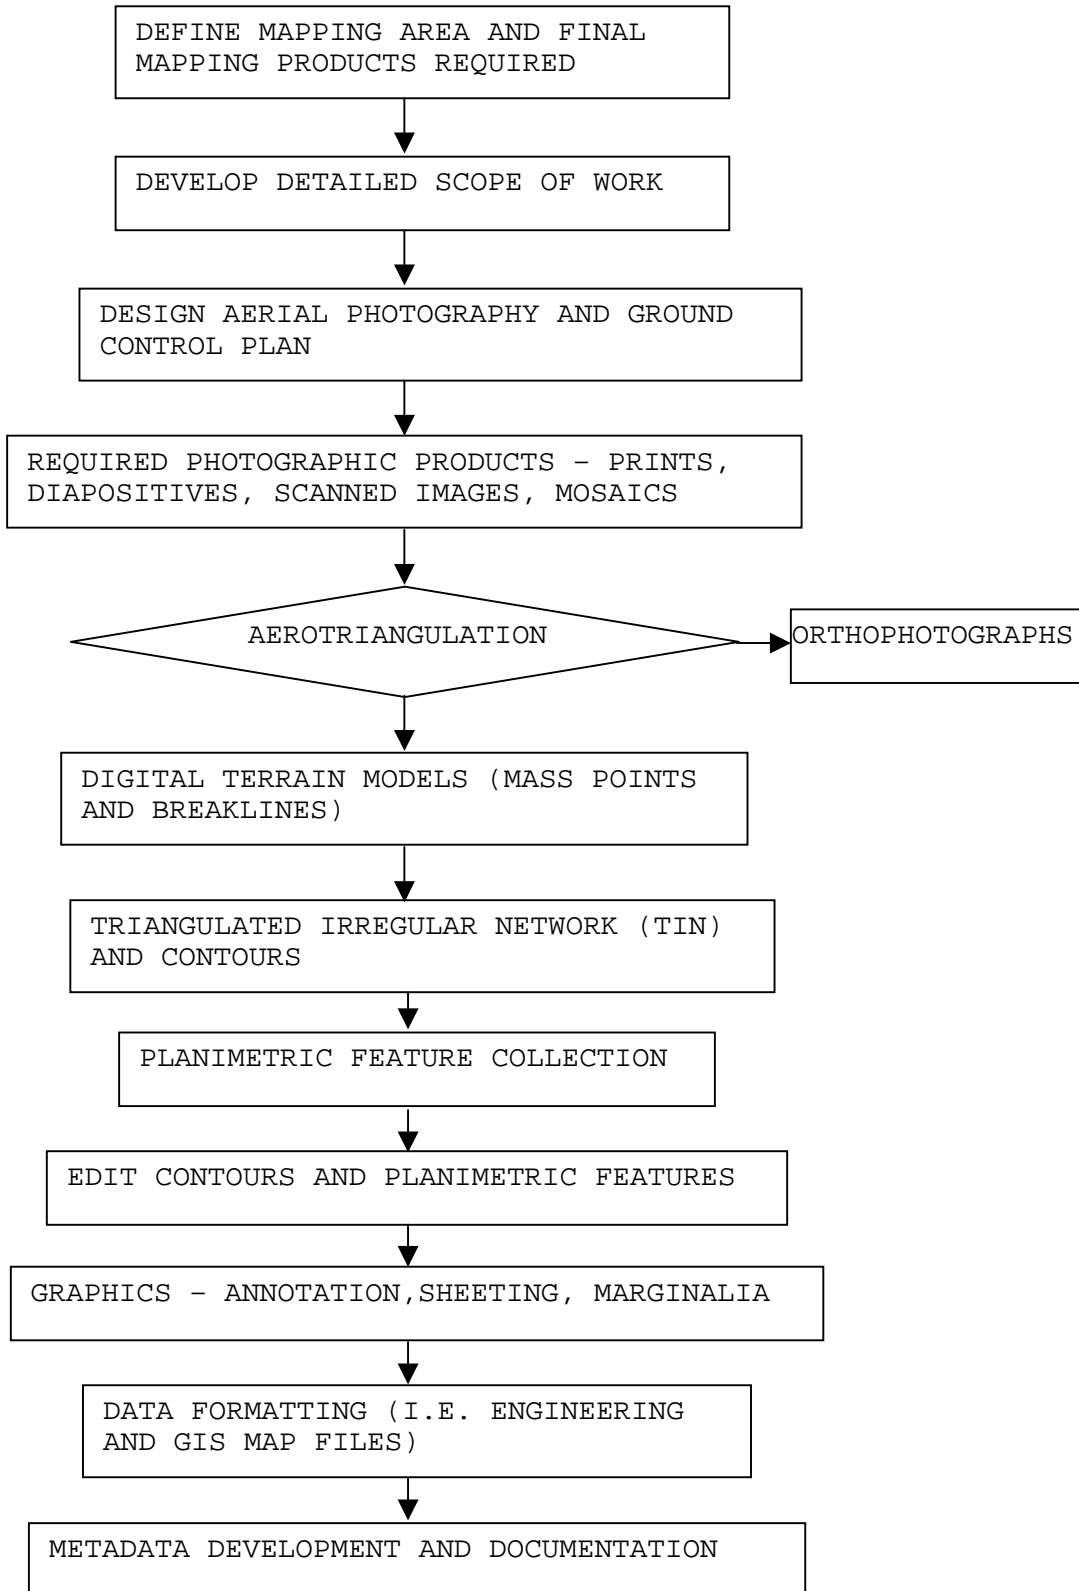 DEFINE MAPPING AREA AND FINAL
MAPPING PRODUCTS REQUIRED
DEVELOP DETAILED SCOPE OF WORK
DESIGN AERIAL PHOTOGRAPHY AND GROUND
CONTROL PLAN
REQUIRED PHOTOGRAPHIC PRODUCTS – PRINTS,
DIAPOSITIVES, SCANNED IMAGES, MOSAICS
AEROTRIANGULATION
ORTHOPHOTOGRAPHS
DIGITAL TERRAIN MODELS (MASS POINTS
AND BREAKLINES)
TRIANGULATED IRREGULAR NETWORK (TIN)
AND CONTOURS
PLANIMETRIC FEATURE COLLECTION
EDIT CONTOURS AND PLANIMETRIC FEATURES
GRAPHICS – ANNOTATION,SHEETING, MARGINALIA
DATA FORMATTING (I.E. ENGINEERING
AND GIS MAP FILES)
METADATA DEVELOPMENT AND DOCUMENTATION